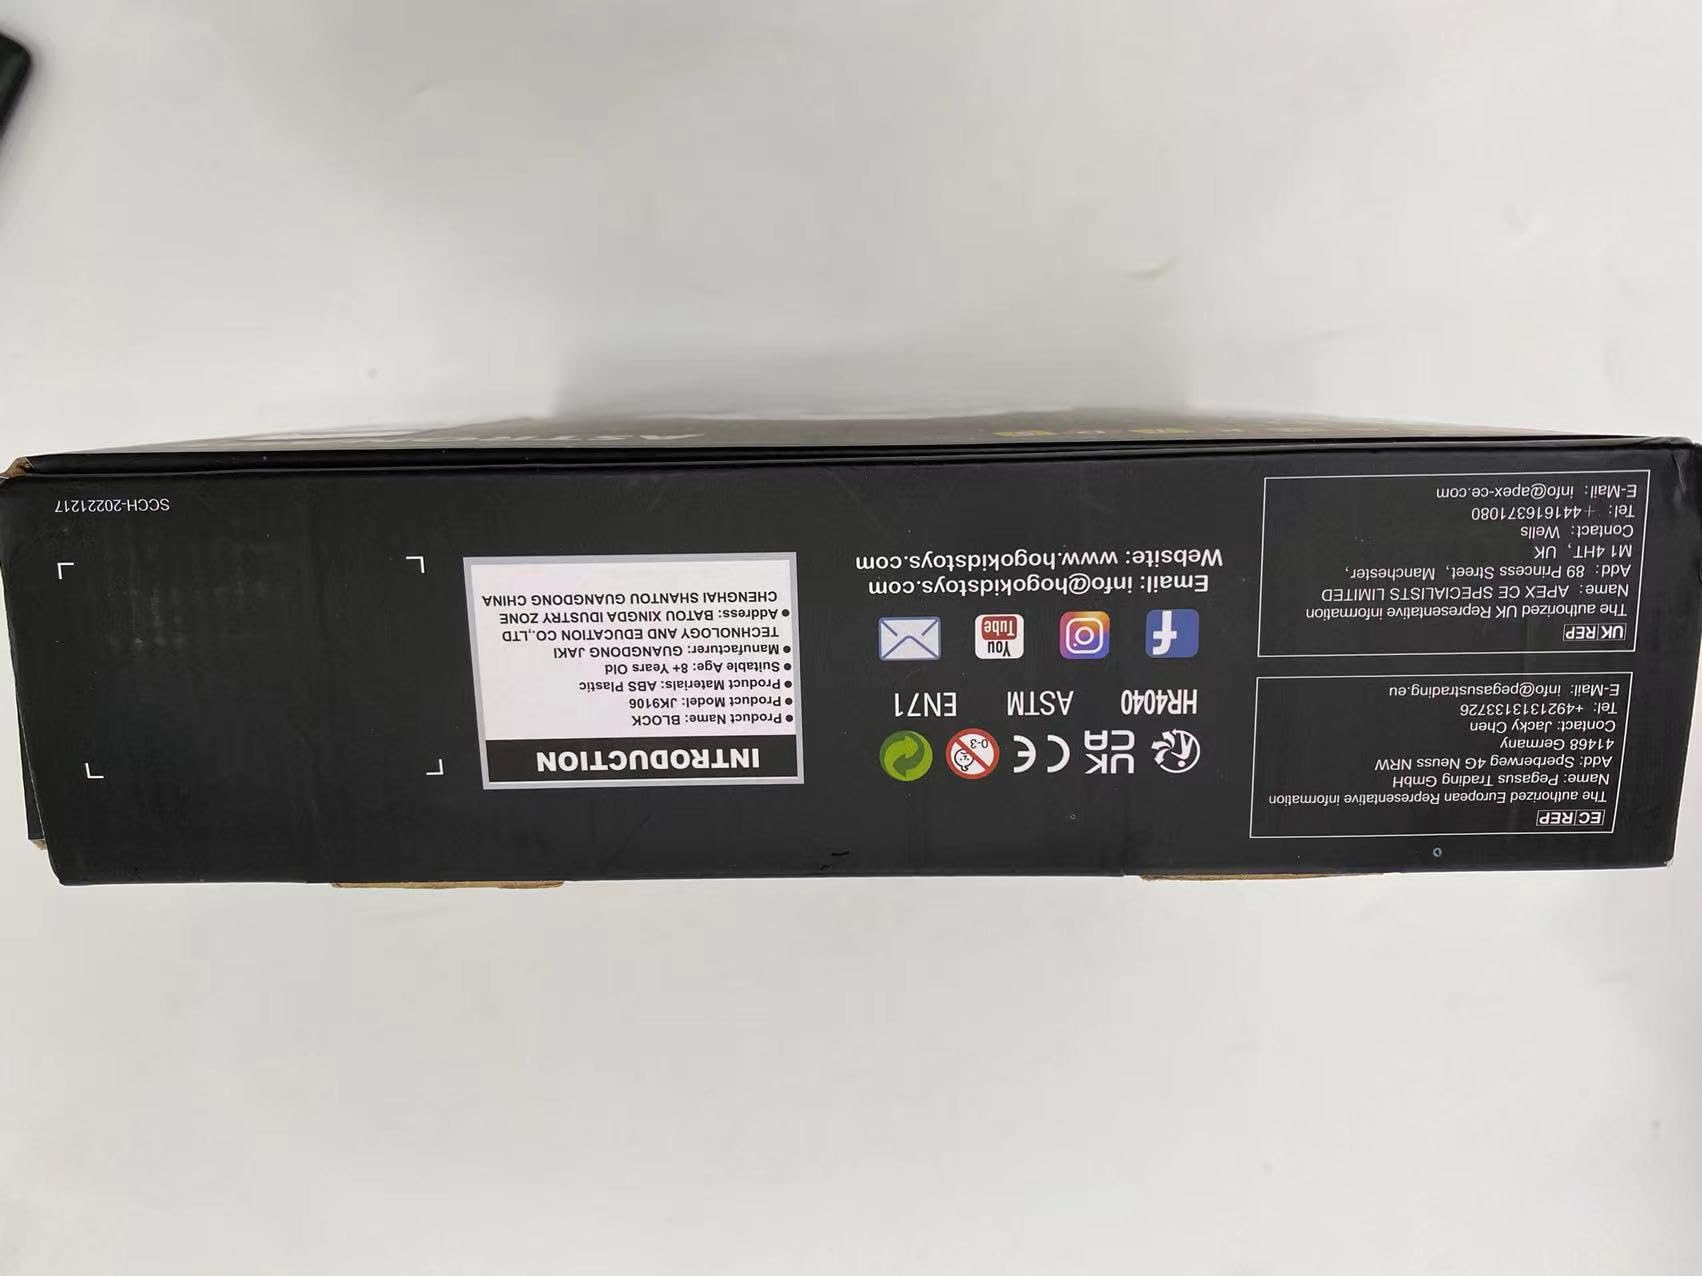 EC REP
The authorized European Representative information
Name: Pegasus Trading GmbH
Add: Sperberweg 4G Neuss NRW
41468 Germany
Contact: Jacky Chen
Tel: +492131133726
E-Mail: info@pegasustrading.eu
UK REP
The authorized UK Representative information
Name: APEX CE SPECIALISTS LIMITED
Add: 89 Princess Street, Manchester,
M1 4HT, UK
Contact: Wells
Tel: +441616371080
E-Mail: info@apex-ce.com
UK CA CE 0-3
HR4040 ASTM EN71
You Tube
Email: info@hogokidstoys.com
Website: www.hogokidstoys.com
INTRODUCTION
● Product Name: BLOCK
● Product Model: JK9106
● Product Materials: ABS Plastic
● Suitable Age: 8+ Years Old
● Manufacturer: GUANGDONG JAKI
TECHNOLOGY AND EDUCATION CO.,LTD
● Address: BATOU XINGDA IDUSTRY ZONE
CHENGHAI SHANTOU GUANGDONG CHINA
SCCH-20221217